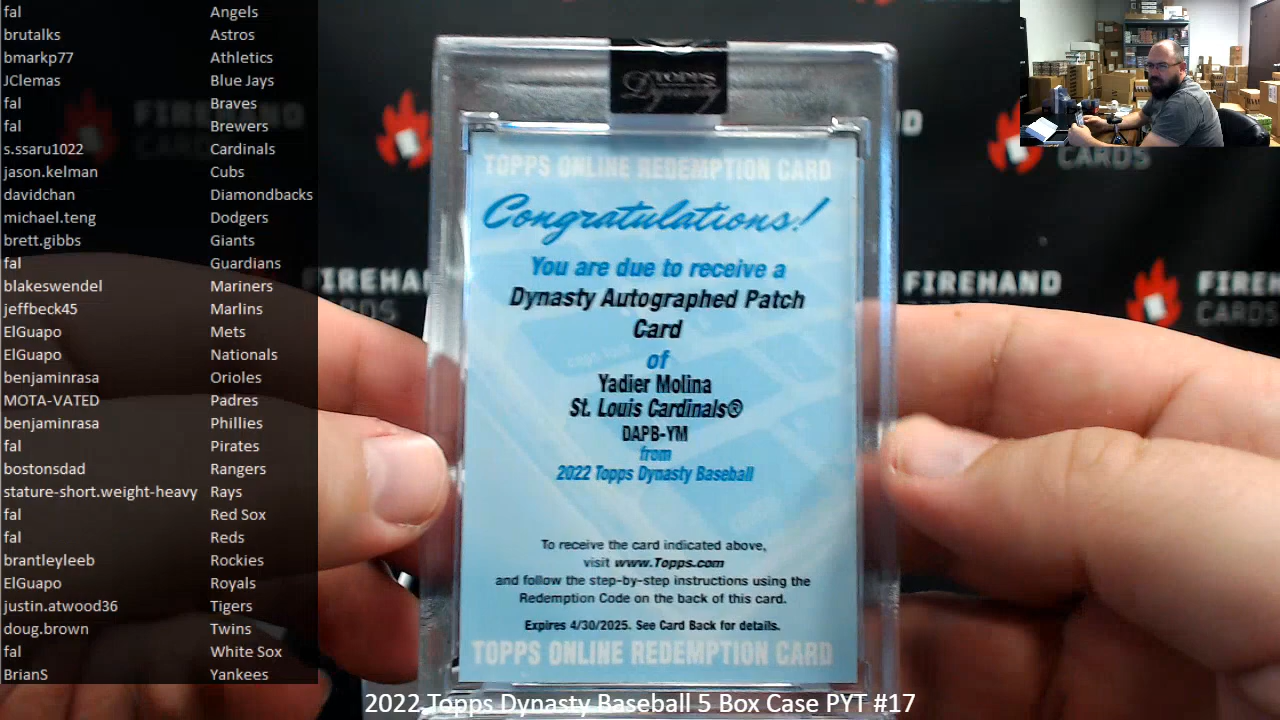 fal Angels
brutalks Astros
bmarkp77 Athletics
JClemas Blue Jays
fal Braves
fal Brewers
s.ssaru1022 Cardinals
jason.kelman Cubs
davidchan Diamondbacks
michael.teng Dodgers
brett.gibbs Giants
fal Guardians
blakeswendel Mariners
jeffbeck45 Marlins
ElGuapo Mets
ElGuapo Nationals
benjaminrasa Orioles
MOTA-VATED Padres
benjaminrasa Phillies
fal Pirates
bostonsdad Rangers
stature-short.weight-heavy Rays
fal Red Sox
fal Reds
brantleyleeb Rockies
ElGuapo Royals
justin.atwood36 Tigers
doug.brown Twins
fal White Sox
BrianS Yankees
FIREHAND
CARDS
TOPPS
Dynasty
TOPPS ONLINE REDEMPTION CARD
Congratulations!
You are due to receive a
Dynasty Autographed Patch
Card
of
Yadier Molina
St. Louis Cardinals®
DAPB-YM
from
2022 Topps Dynasty Baseball
To receive the card indicated above,
visit www.Topps.com
and follow the step-by-step instructions using the
Redemption Code on the back of this card.
Expires 4/30/2025. See Card Back for details.
TOPPS ONLINE REDEMPTION CARD
CARDS
FIREHAND
CARDS
FIREHAND
FIREHAND
CARDS
2022 Topps Dynasty Baseball 5 Box Case PYT #17